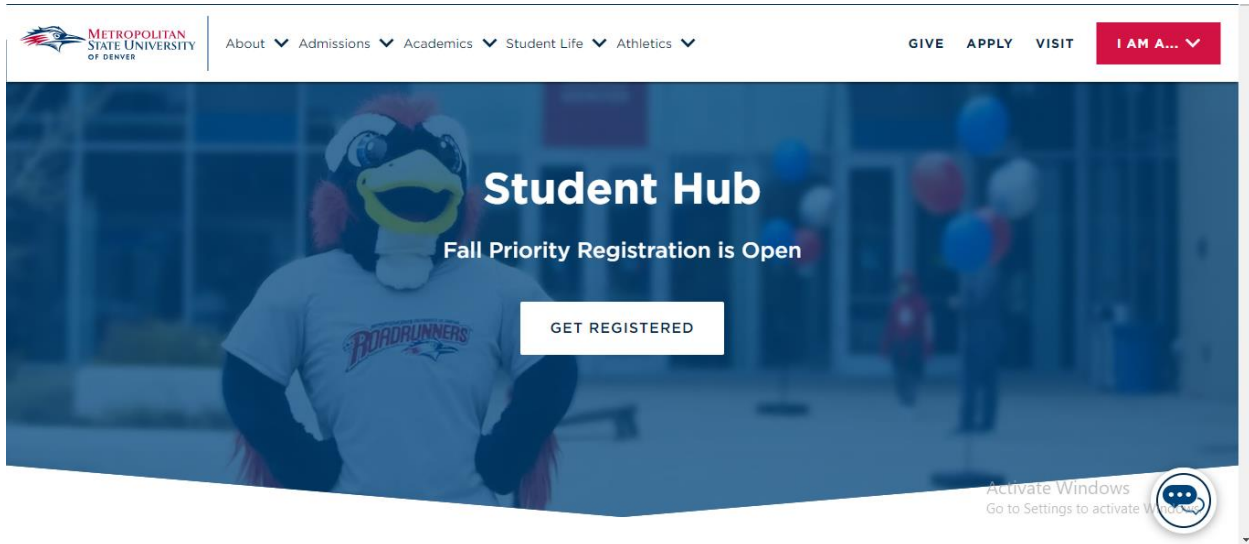 METROPOLITAN
STATE UNIVERSITY
OF DENVER
About Admissions Academics Student Life Athletics
GIVE APPLY VISIT I AM A...
Student Hub
Fall Priority Registration is Open
GET REGISTERED
ROADRUNNERS
Activate Windows
Go to Settings to activate Windows.